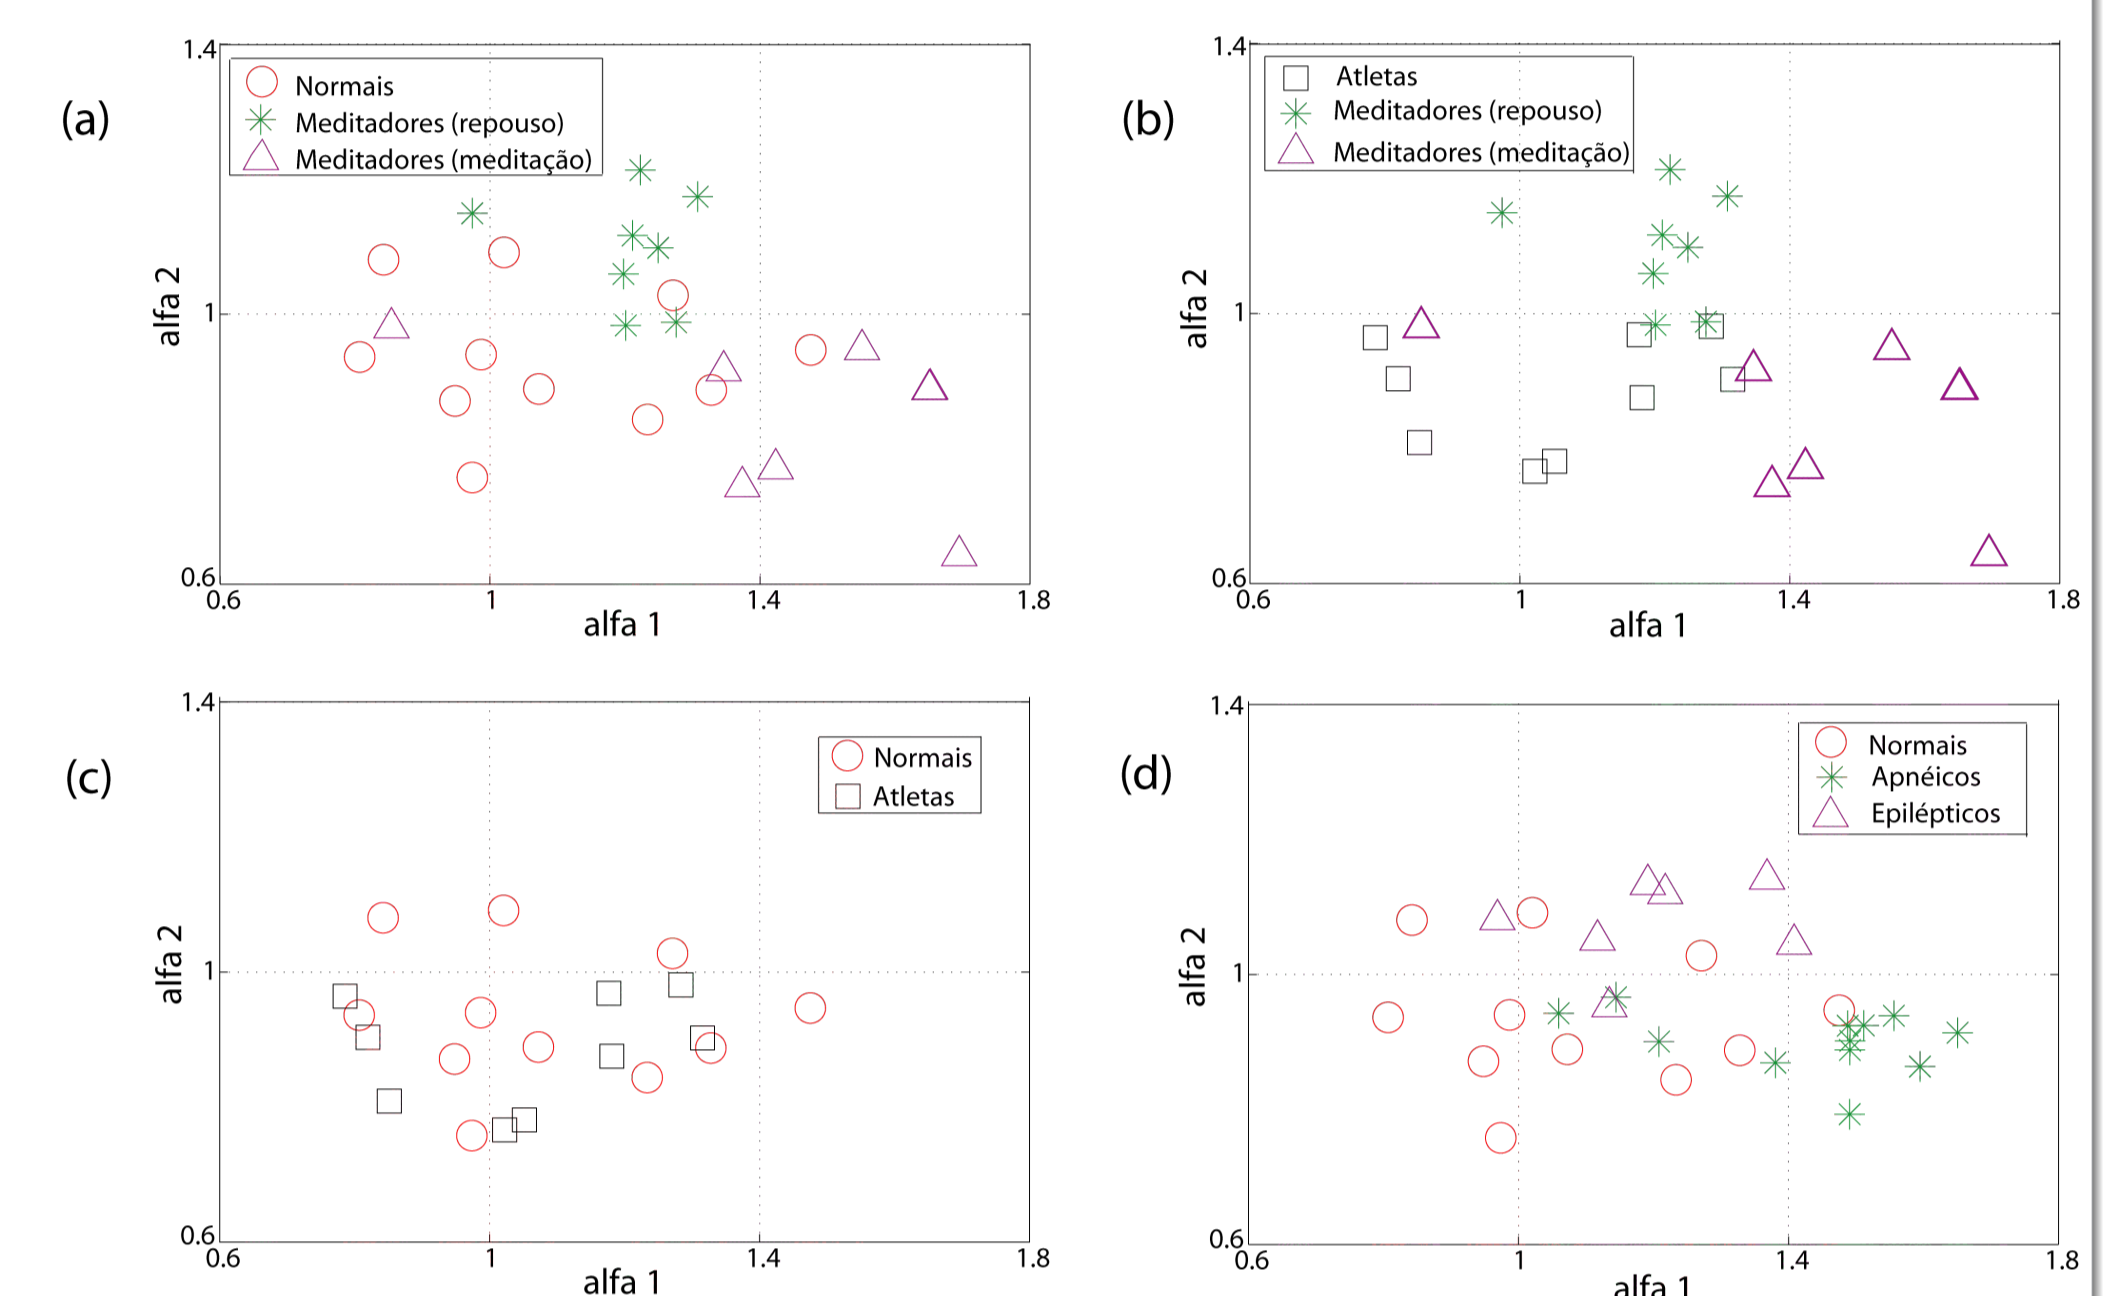 (a)
1.4
Normais
Meditadores (repouso)
Meditadores (meditação)
alfa 2
1
0.6
0.6
1
1.4
1.8
alfa 1
(b)
1.4
Atletas
Meditadores (repouso)
Meditadores (meditação)
alfa 2
1
0.6
0.6
1
1.4
1.8
alfa 1
(c)
1.4
Normais
Atletas
alfa 2
1
0.6
0.6
1
1.4
1.8
alfa 1
(d)
1.4
Normais
Apnéicos
Epilépticos
alfa 2
1
0.6
0.6
1
1.4
1.8
alfa 1